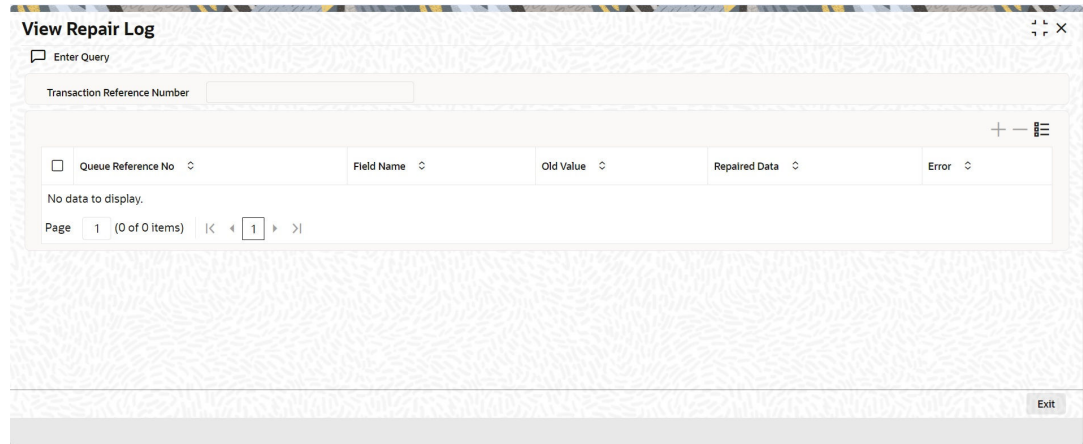 View Repair Log
Enter Query
Transaction Reference Number
Queue Reference No Field Name Old Value Repaired Data Error
No data to display.
Page 1 (0 of 0 items) 1
Exit